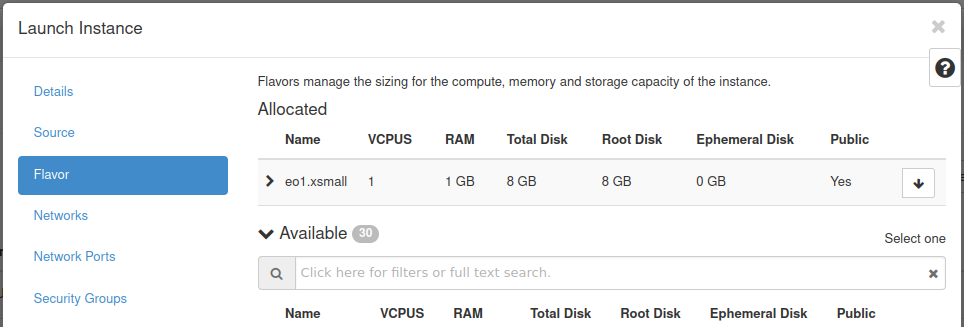 Launch Instance
Details
Source
Flavor
Networks
Network Ports
Security Groups
Flavors manage the sizing for the compute, memory and storage capacity of the instance.
Allocated
Name VCPUS RAM Total Disk Root Disk Ephemeral Disk Public
eo1.xsmall 1 1 GB 8 GB 8 GB 0 GB Yes
Available 30
Select one
Click here for filters or full text search.
Name VCPUS RAM Total Disk Root Disk Ephemeral Disk Public